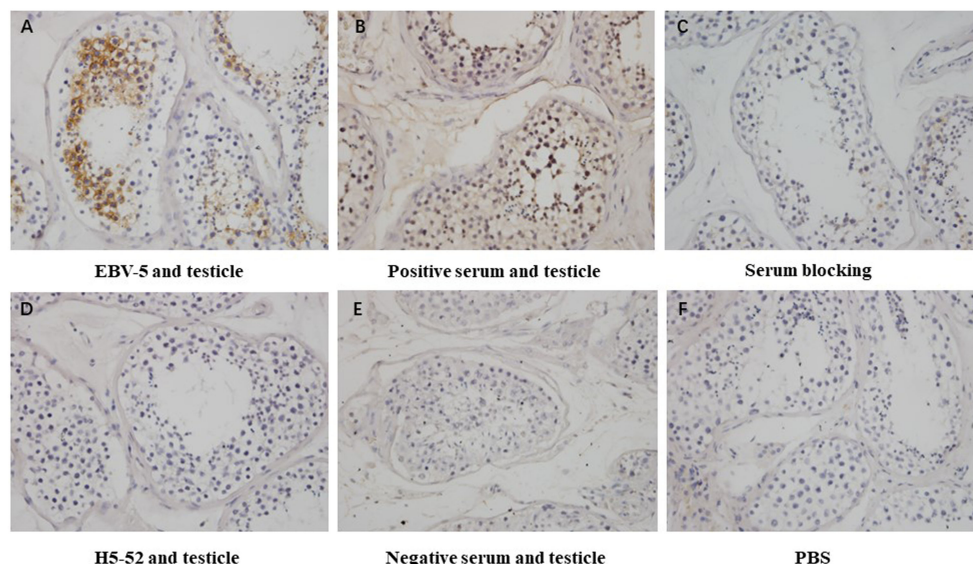 A
B
C
EBV-5 and testicle
Positive serum and testicle
Serum blocking
D
E
F
H5-52 and testicle
Negative serum and testicle
PBS